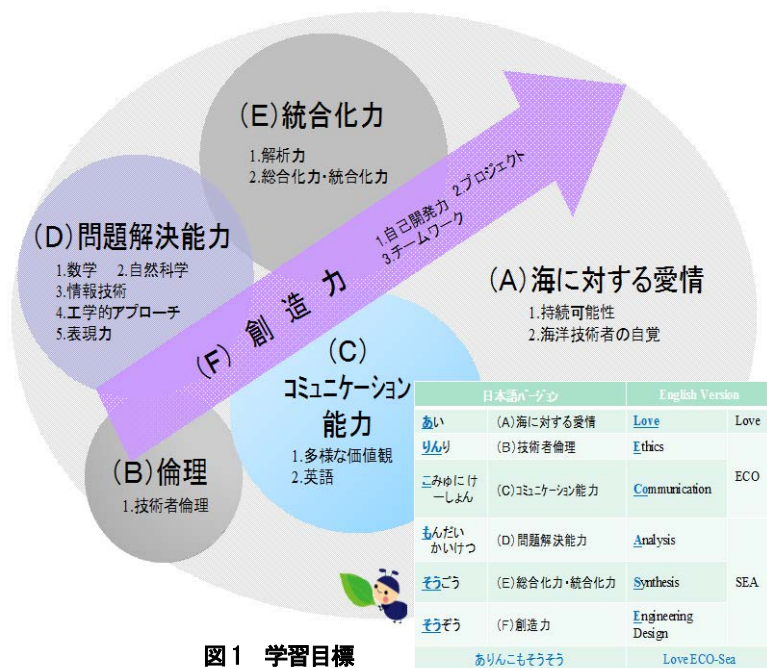 (E)統合化力
1.解析力
2.総合化力・統合化力
(D)問題解決能力
1.数学 2.自然科学
3.情報技術
4.工学的アプローチ
5.表現力
(F)創造力
1.自己開発力 2.プロジェクト
3.チームワーク
(A)海に対する愛情
1.持続可能性
2.海洋技術者の自覚
(C)
コミュニケーション
能力
1.多様な価値観
2.英語
(B)倫理
1.技術者倫理
日本語バージョン English Version
あい (A)海に対する愛情 Love Love
りんり (B)技術者倫理 Ethics
ECO
こみゅにけ
ーしょん (C)コミュニケーション能力 Communication
もんだい
かいけつ (D)問題解決能力 Analysis
そうごう (E)総合化力・統合化力 Synthesis SEA
そうぞう (F)創造力 Engineering
Design
ありんこもそうそう Love ECO-Sea
図1 学習目標